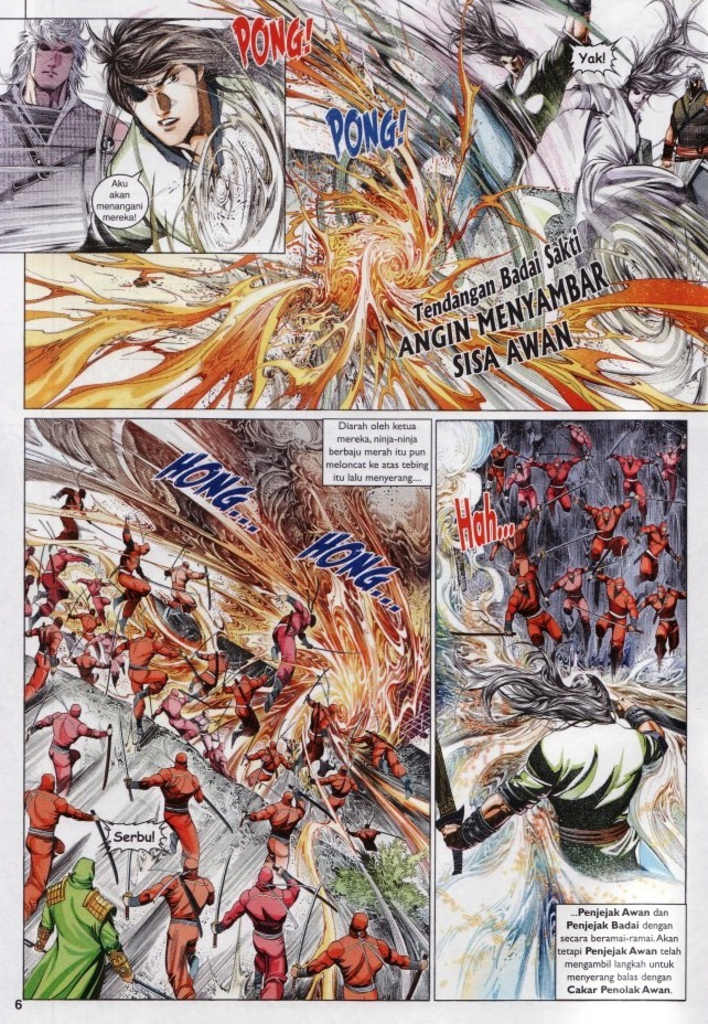 PONG!
Aku
akan
menangani
mereka!
PONG!
Yak!
Tendangan Badai Sakti
ANGIN MENYAMBAR
SISA AWAN
Diarah oleh ketua
mereka, ninja-ninja
berbaju merah itu pun
meloncat ke atas tebing
itu lalu menyerang....
HONG...
HONG...
Serbu!
Hah...
...Penjejak Awan dan
Penjejak Badai dengan
secara beramai-ramai. Akan
tetapi Penjejak Awan telah
mengambil langkah untuk
menyerang balas dengan
Cakar Penolak Awan.
6